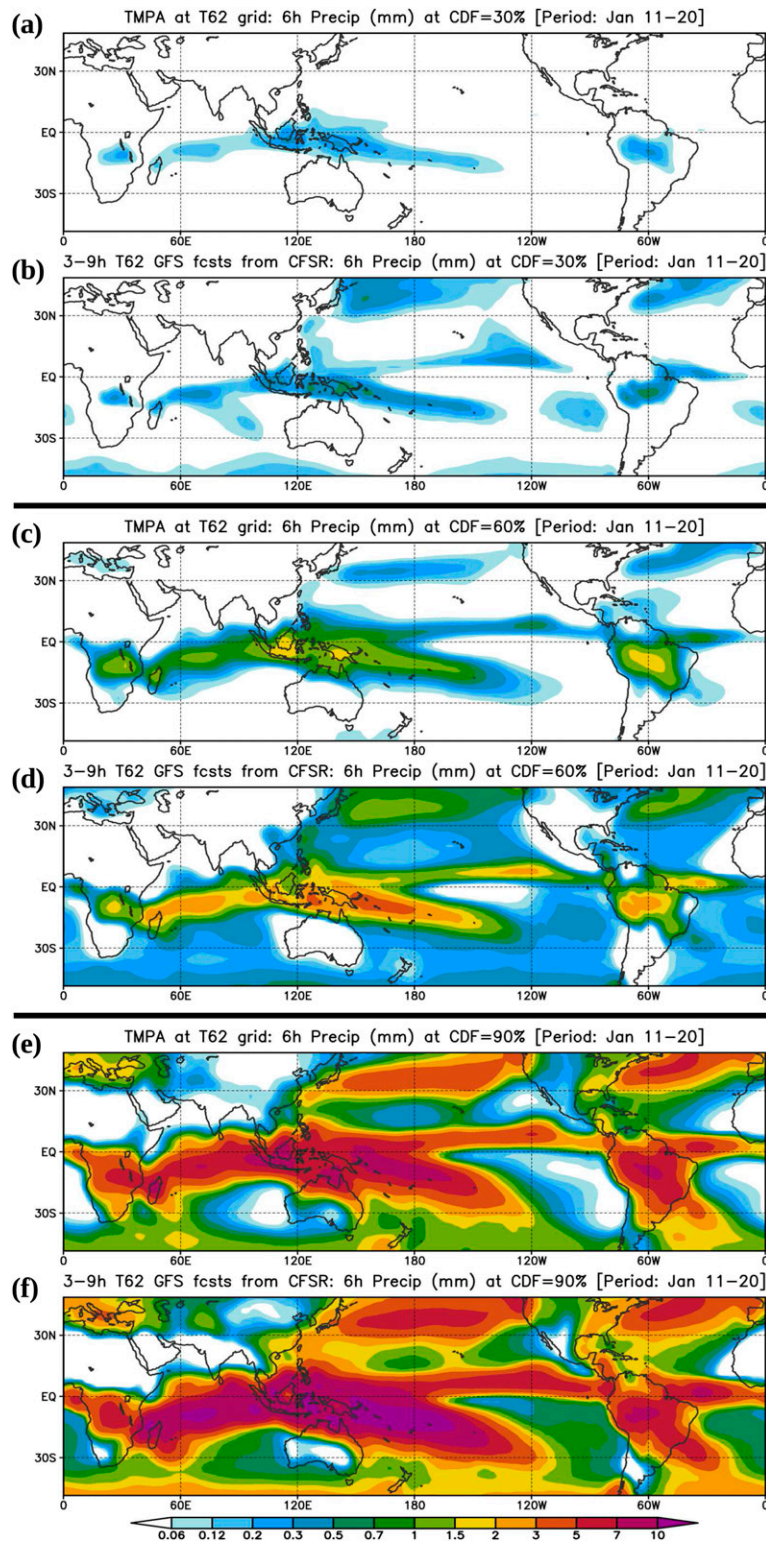 (a) TMPA at T62 grid: 6h Precip (mm) at CDF=30% [Period: Jan 11-20]
30N
EQ
30S
0 60E 120E 180 120W 60W 0
(b) 3-9h T62 GFS fcsts from CFSR: 6h Precip (mm) at CDF=30% [Period: Jan 11-20]
30N
EQ
30S
0 60E 120E 180 120W 60W 0
(c) TMPA at T62 grid: 6h Precip (mm) at CDF=60% [Period: Jan 11-20]
30N
EQ
30S
0 60E 120E 180 120W 60W 0
(d) 3-9h T62 GFS fcsts from CFSR: 6h Precip (mm) at CDF=60% [Period: Jan 11-20]
30N
EQ
30S
0 60E 120E 180 120W 60W 0
(e) TMPA at T62 grid: 6h Precip (mm) at CDF=90% [Period: Jan 11-20]
30N
EQ
30S
0 60E 120E 180 120W 60W 0
(f) 3-9h T62 GFS fcsts from CFSR: 6h Precip (mm) at CDF=90% [Period: Jan 11-20]
30N
EQ
30S
0 60E 120E 180 120W 60W 0
0.06 0.12 0.2 0.3 0.5 0.7 1 1.5 2 3 5 7 10